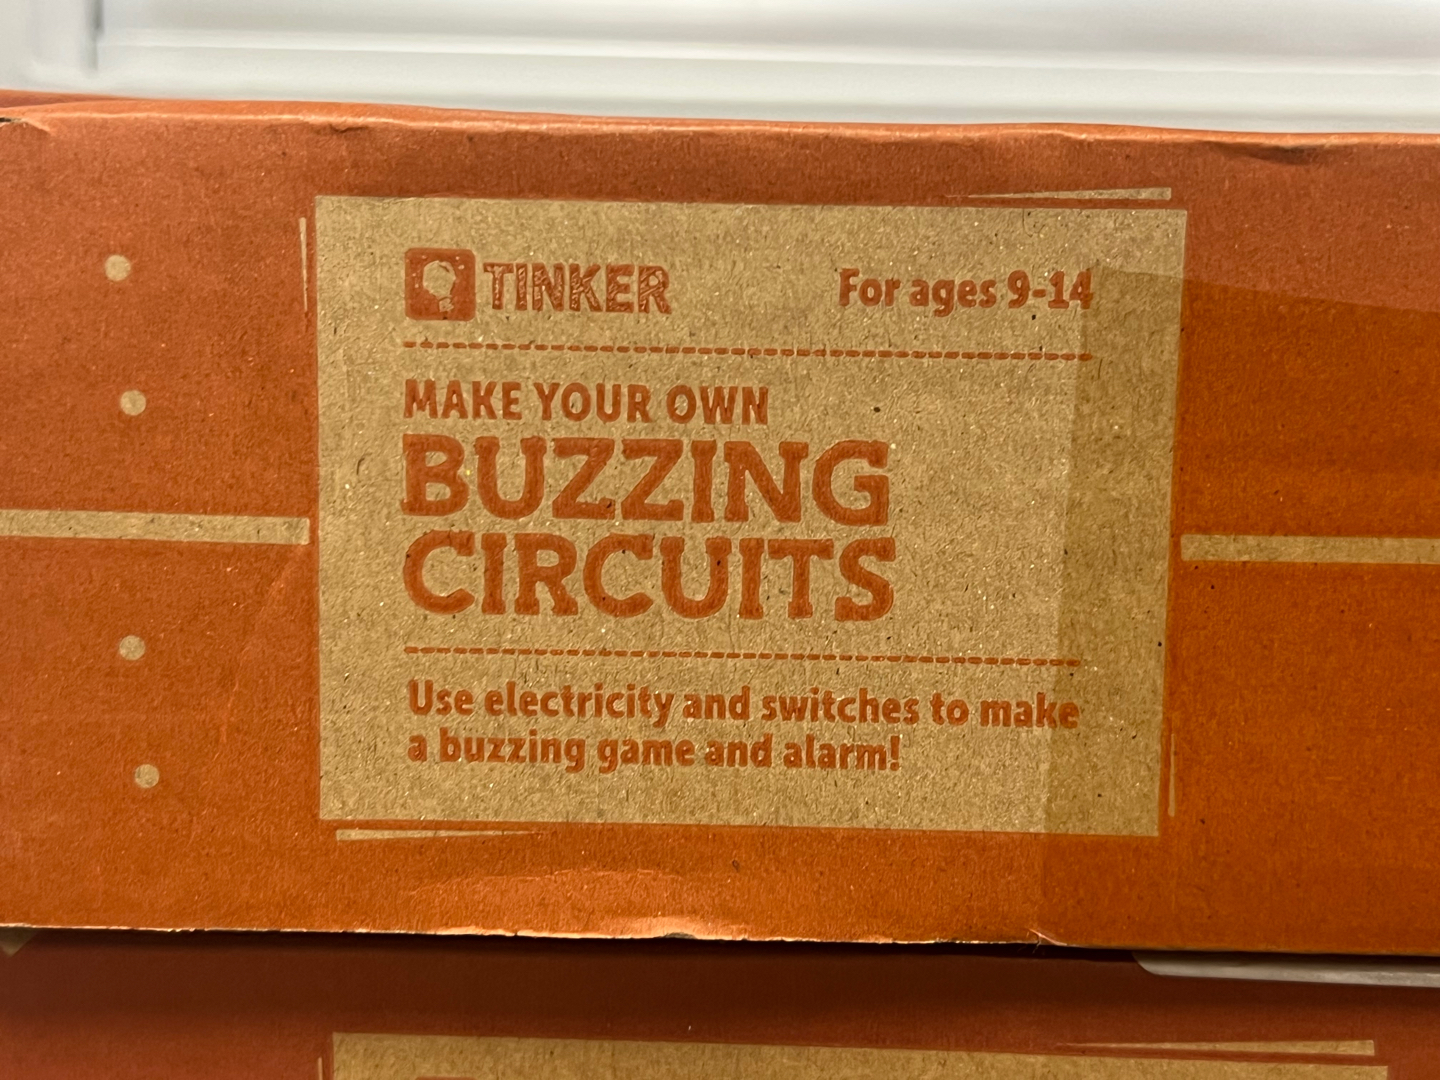 TINKER
For ages 9-14
MAKE YOUR OWN
BUZZING
CIRCUITS
Use electricity and switches to make
a buzzing game and alarm!